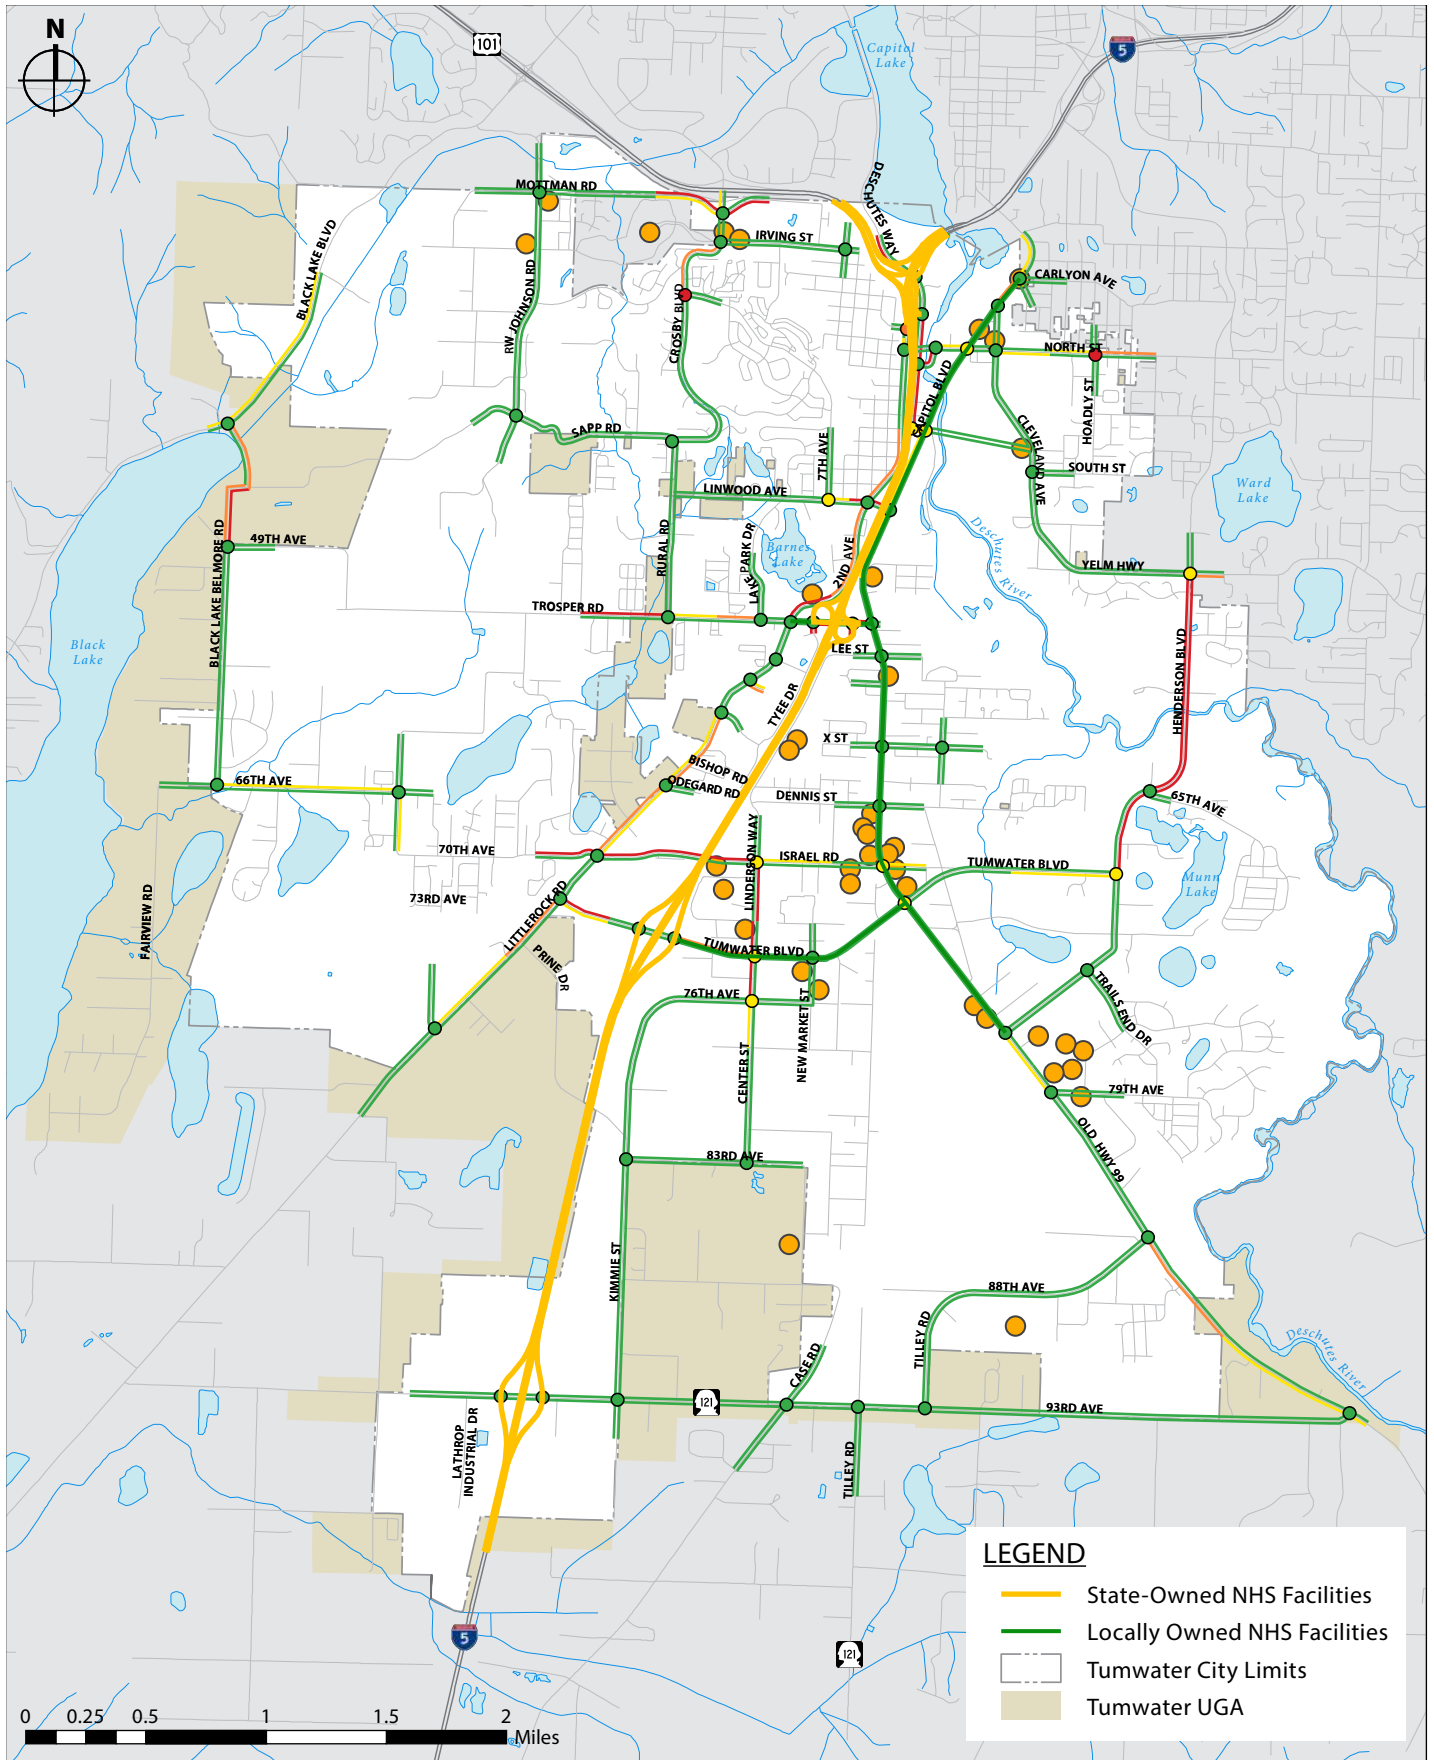 N
101
5
Capitol
Lake
DESCHUTES WAY
MOTTMAN RD
IRVING ST
BLACK LAKE BLVD
RW JOHNSON RD
CROSBY BLVD
CARLYON AVE
NORTH ST
CAPITOL BLVD
HOADLY ST
CLEVELAND AVE
SAPP RD
7TH AVE
SOUTH ST
LINWOOD AVE
Ward
Lake
BLACK LAKE BELMORE RD
49TH AVE
RURAL RD
LAKE PARK DR
Barnes
Lake
2ND AVE
Deschutes River
YELM HWY
TROSPER RD
Black
Lake
LEE ST
HENDERSON BLVD
TYEE DR
X ST
66TH AVE
BISHOP RD
ODEGARD RD
DENNIS ST
65TH AVE
70TH AVE
LINDERSON WAY
ISRAEL RD
TUMWATER BLVD
Munn
Lake
73RD AVE
LITTLEROCK RD
FAIRVIEW RD
PRINE DR
TUMWATER BLVD
76TH AVE
NEW MARKET ST
TRAILS END DR
CENTER ST
79TH AVE
OLD HWY 99
83RD AVE
KIMMIE ST
88TH AVE
TILLEY RD
CASE RD
Deschutes
River
121
93RD AVE
LATHROP
INDUSTRIAL DR
TILLEY RD
LEGEND
State-Owned NHS Facilities
Locally Owned NHS Facilities
Tumwater City Limits
Tumwater UGA
5
121
0 0.25 0.5 1 1.5 2
Miles